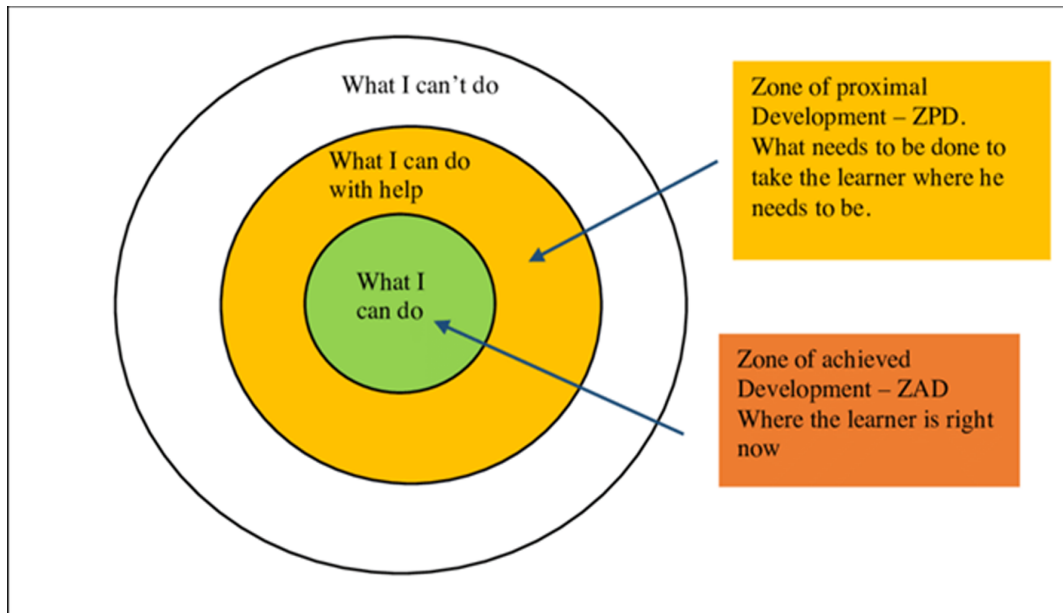 What I can’t do
What I can do
with help
What I
can do
Zone of proximal
Development – ZPD.
What needs to be done to
take the learner where he
needs to be.
Zone of achieved
Development – ZAD
Where the learner is right
now